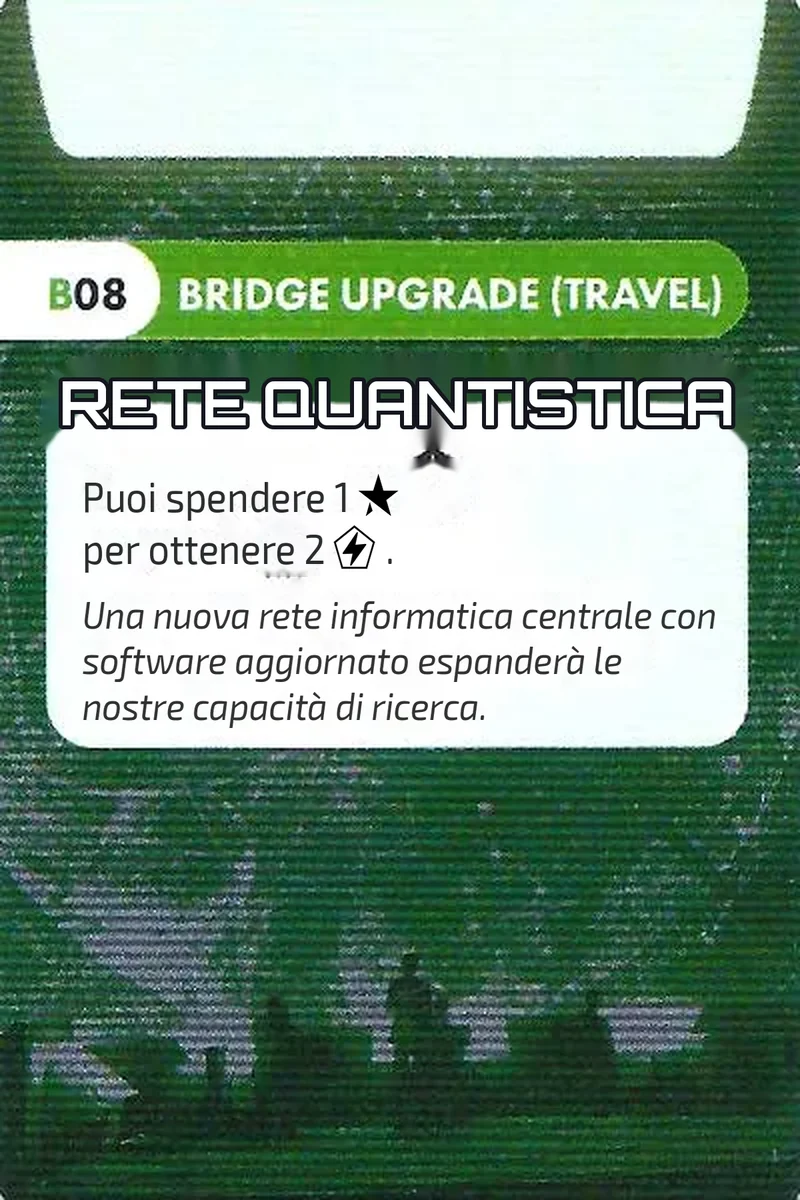 B08 BRIDGE UPGRADE (TRAVEL)
RETE QUANTISTICA
Puoi spendere 1 ★
per ottenere 2 .
Una nuova rete informatica centrale con
software aggiornato espanderà le
nostre capacità di ricerca.